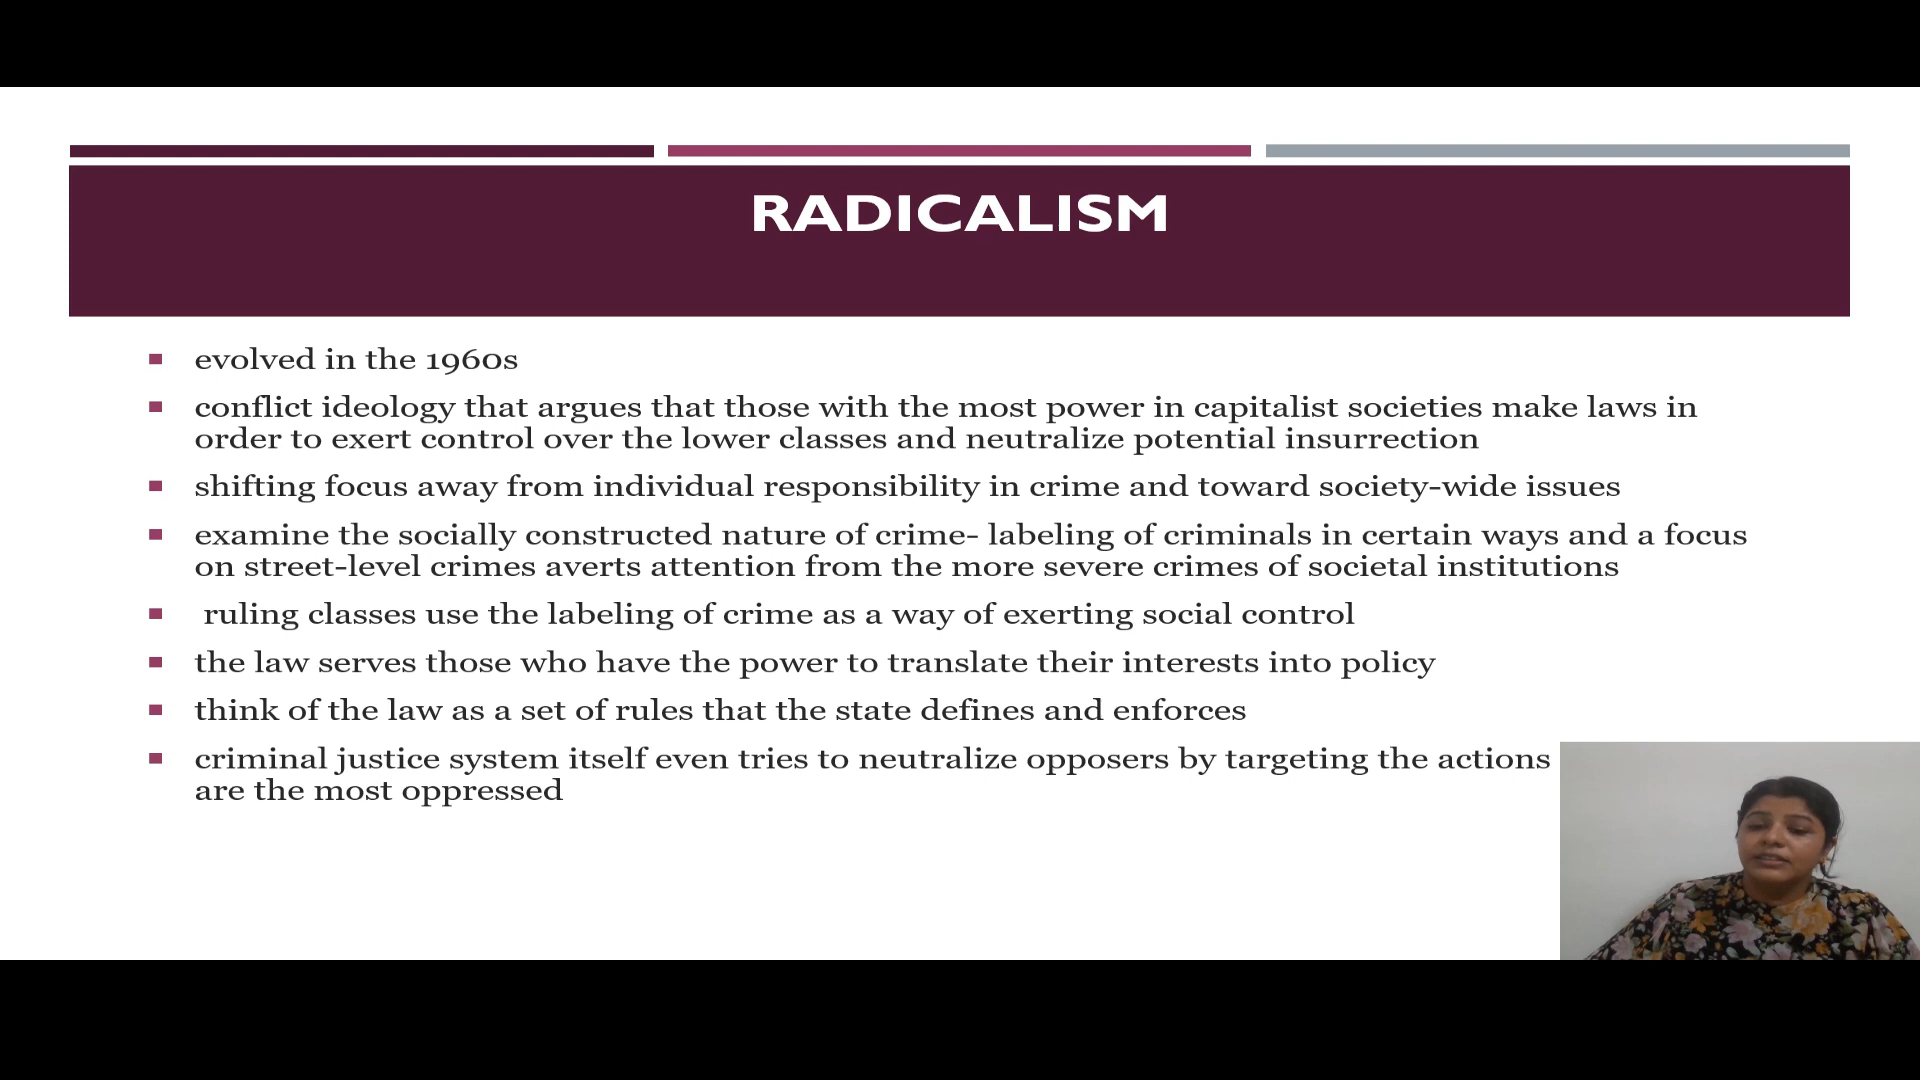 RADICALISM
evolved in the 1960s
conflict ideology that argues that those with the most power in capitalist societies make laws in
order to exert control over the lower classes and neutralize potential insurrection
shifting focus away from individual responsibility in crime and toward society-wide issues
examine the socially constructed nature of crime- labeling of criminals in certain ways and a focus
on street-level crimes averts attention from the more severe crimes of societal institutions
ruling classes use the labeling of crime as a way of exerting social control
the law serves those who have the power to translate their interests into policy
think of the law as a set of rules that the state defines and enforces
criminal justice system itself even tries to neutralize opposers by targeting the actions
are the most oppressed